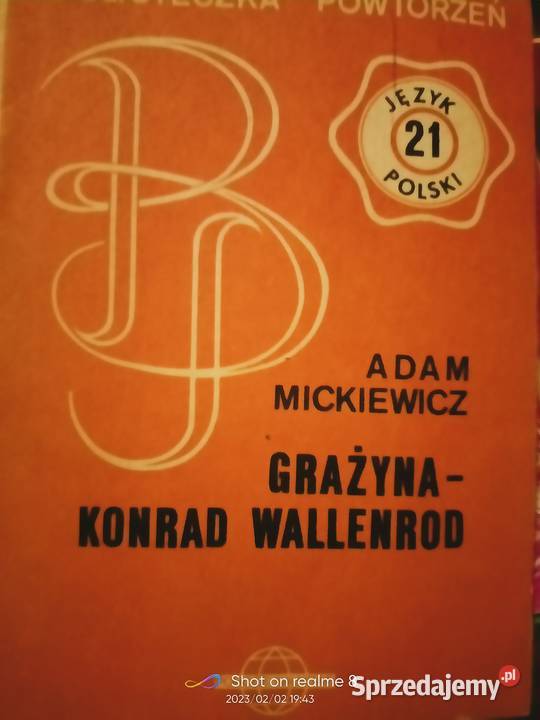 POWTÓRZEŃ
JĘZYK
21
POLSKI
ADAM
MICKIEWICZ
GRAŻYNA-
KONRAD WALLENROD
Shot on realme 8
2023/02/02 19:43
Sprzedajemy.pl